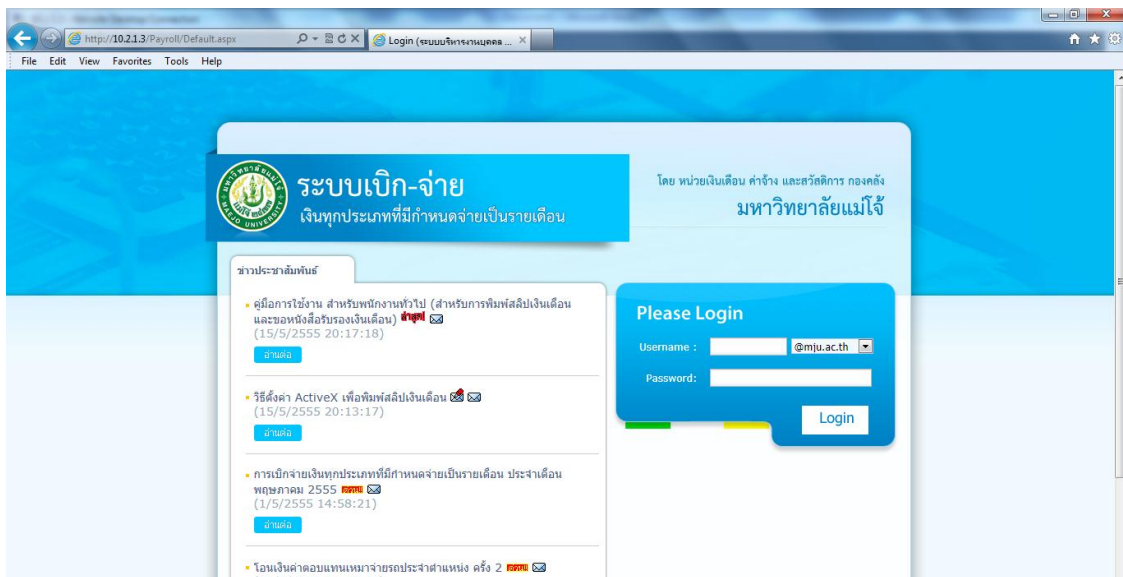 http://10.2.1.3/Payroll/Default.aspx
Login (ระบบบริหารงานบุคคล ...
File Edit View Favorites Tools Help
มหาวิทยาลัยแม่โจ้
MAEJO UNIVERSITY
ระบบเบิก-จ่าย
เงินทุกประเภทที่มีกำหนดจ่ายเป็นรายเดือน
โดย หน่วยเงินเดือน ค่าจ้าง และสวัสดิการ กองคลัง
มหาวิทยาลัยแม่โจ้
ข่าวประชาสัมพันธ์
คู่มือการใช้งาน สำหรับพนักงานทั่วไป (สำหรับการพิมพ์สลิปเงินเดือน
และขอหนังสือรับรองเงินเดือน) ล่าสุด!
(15/5/2555 20:17:18)
อ่านต่อ
วิธีตั้งค่า ActiveX เพื่อพิมพ์สลิปเงินเดือน
(15/5/2555 20:13:17)
อ่านต่อ
การเบิกจ่ายเงินทุกประเภทที่มีกำหนดจ่ายเป็นรายเดือน ประจำเดือน
พฤษภาคม 2555
(1/5/2555 14:58:21)
อ่านต่อ
โอนเงินค่าตอบแทนเหมาจ่ายรถประจำตำแหน่ง ครั้ง 2
Please Login
Username :
@mju.ac.th
Password:
Login